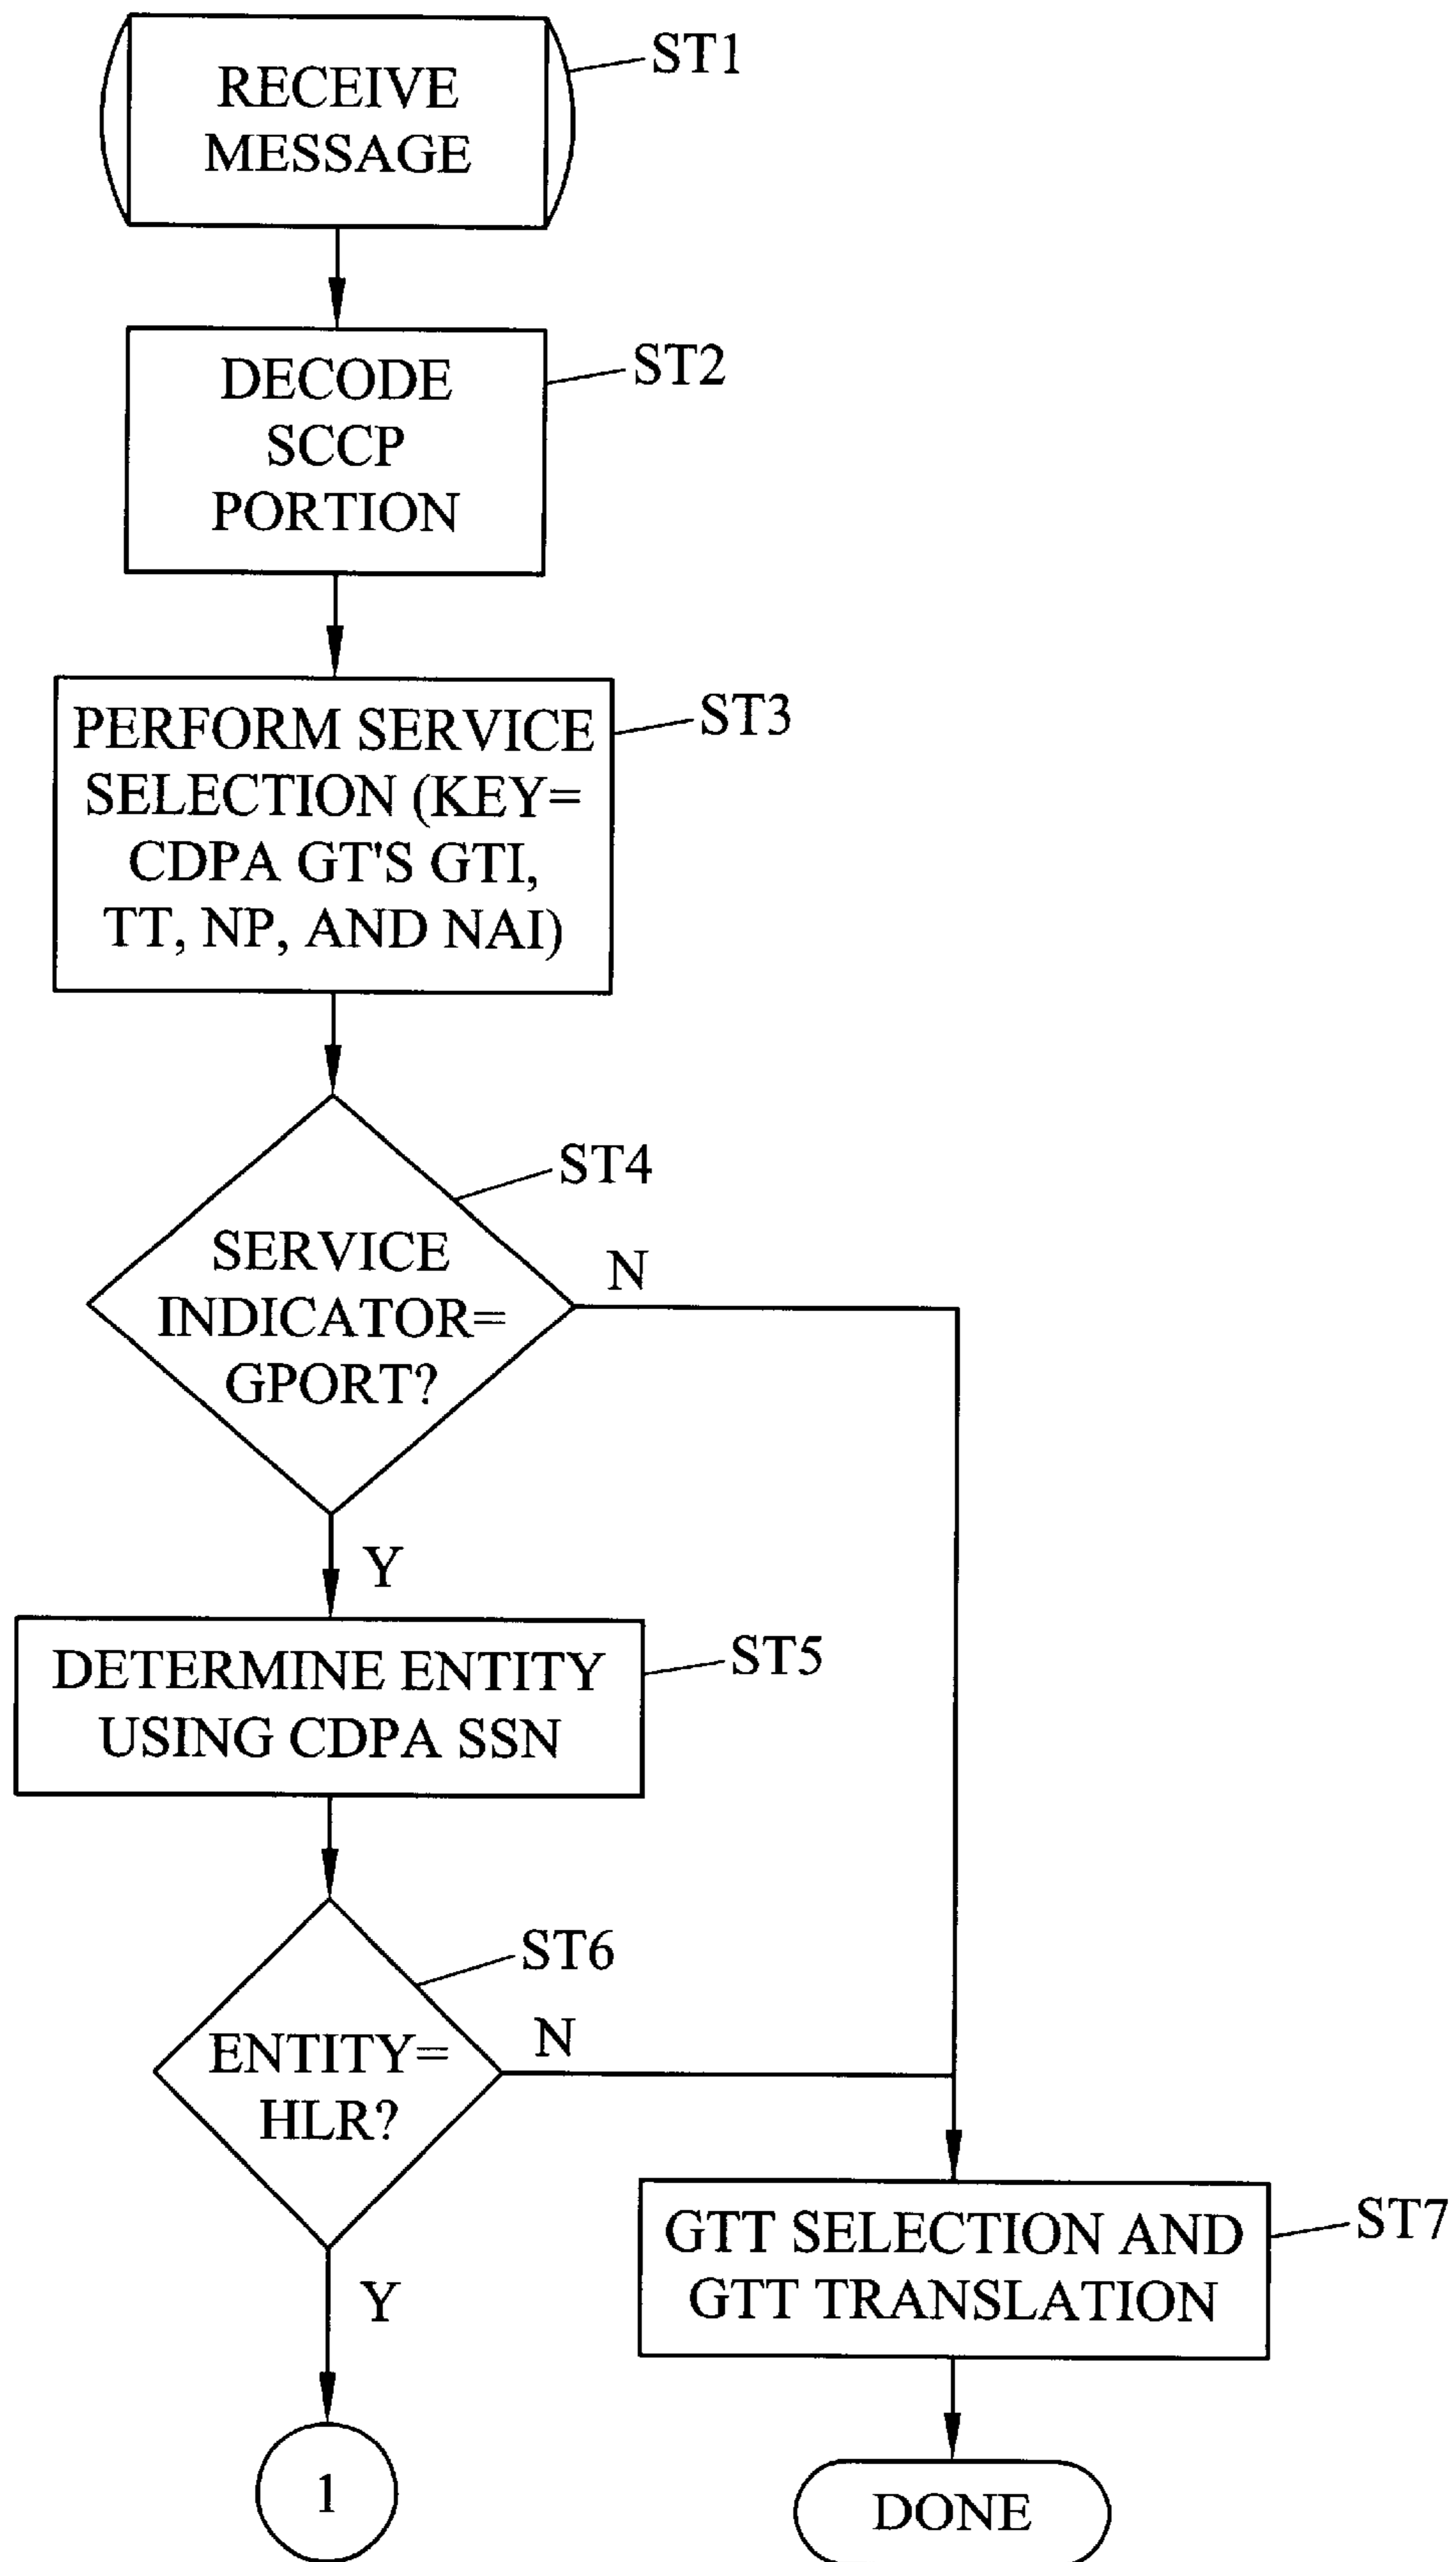 RECEIVE
MESSAGE
ST1
DECODE
SCCP
PORTION
ST2
PERFORM SERVICE
SELECTION (KEY=
CDPA GT'S GTI,
TT, NP, AND NAI)
ST3
SERVICE
INDICATOR=
GPORT?
ST4
N
Y
DETERMINE ENTITY
USING CDPA SSN
ST5
ENTITY=
HLR?
ST6
N
Y
GTT SELECTION AND
GTT TRANSLATION
ST7
1
DONE